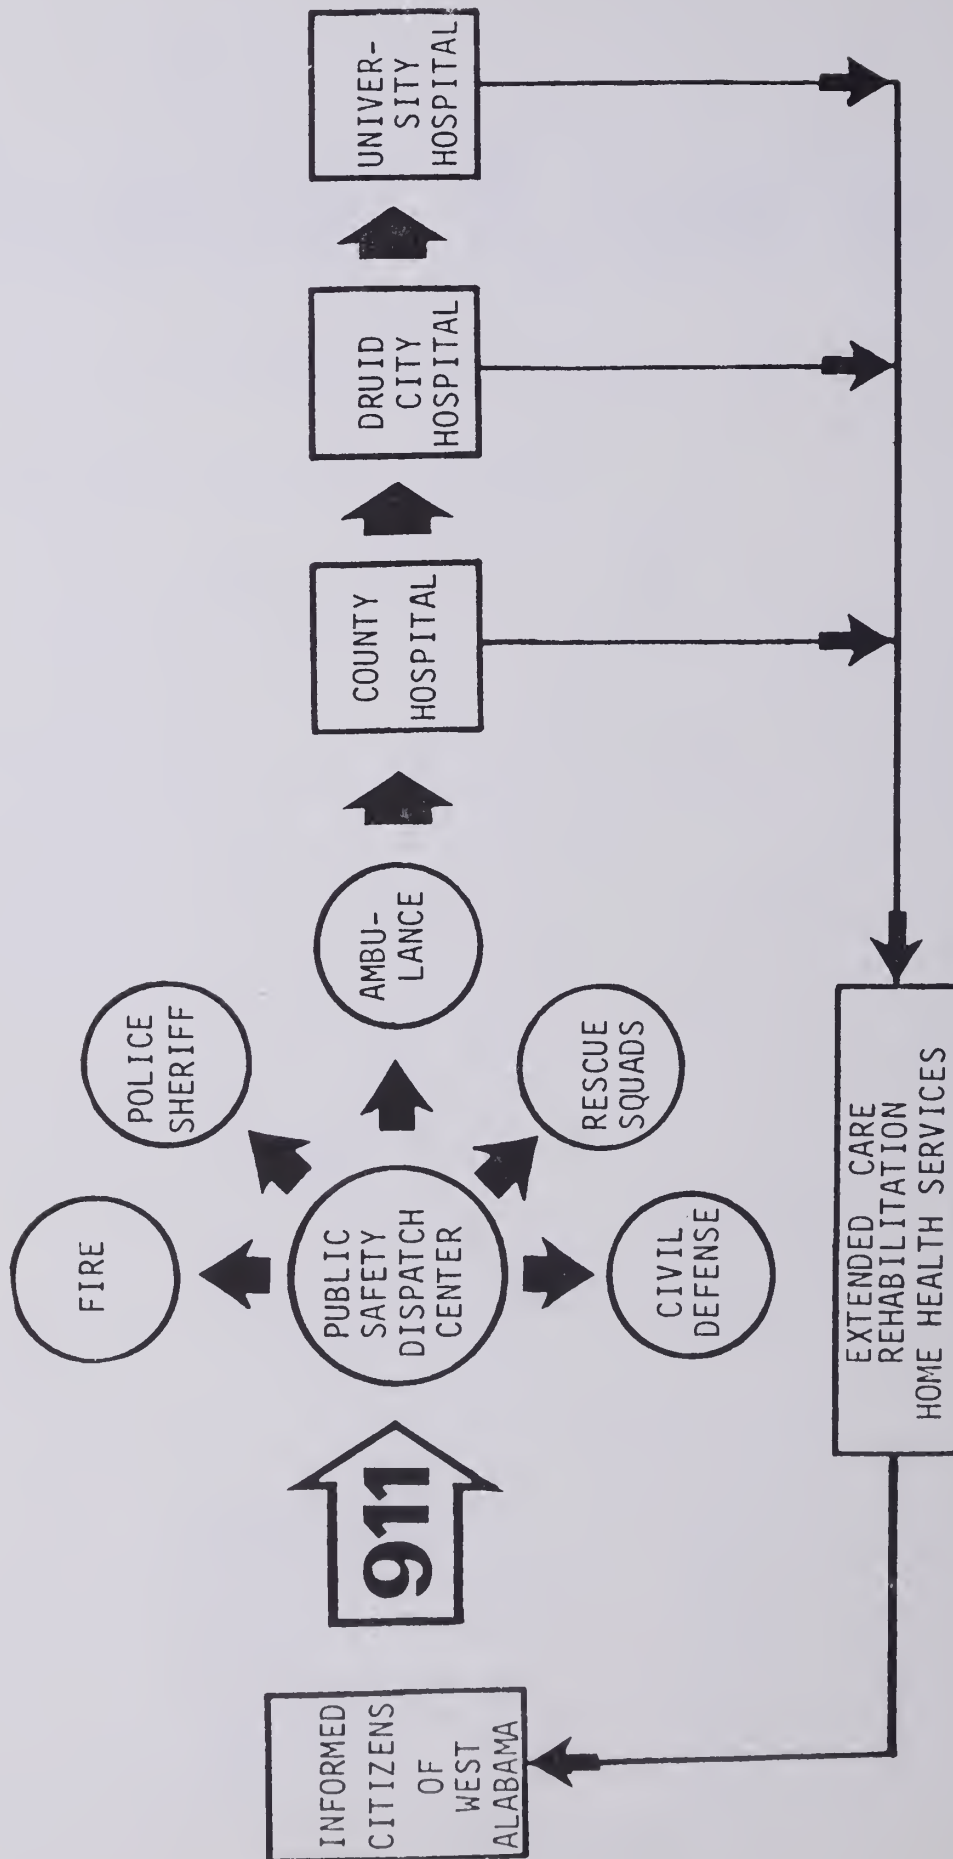 INFORMED
CITIZENS
OF
WEST
ALABAMA
911
PUBLIC
SAFETY
DISPATCH
CENTER
FIRE
POLICE
SHERIFF
AMBU-
LANCE
RESCUE
SQUADS
CIVIL
DEFENSE
COUNTY
HOSPITAL
DRUID
CITY
HOSPITAL
UNIVER-
SITY
HOSPITAL
EXTENDED CARE
REHABILITATION
HOME HEALTH SERVICES